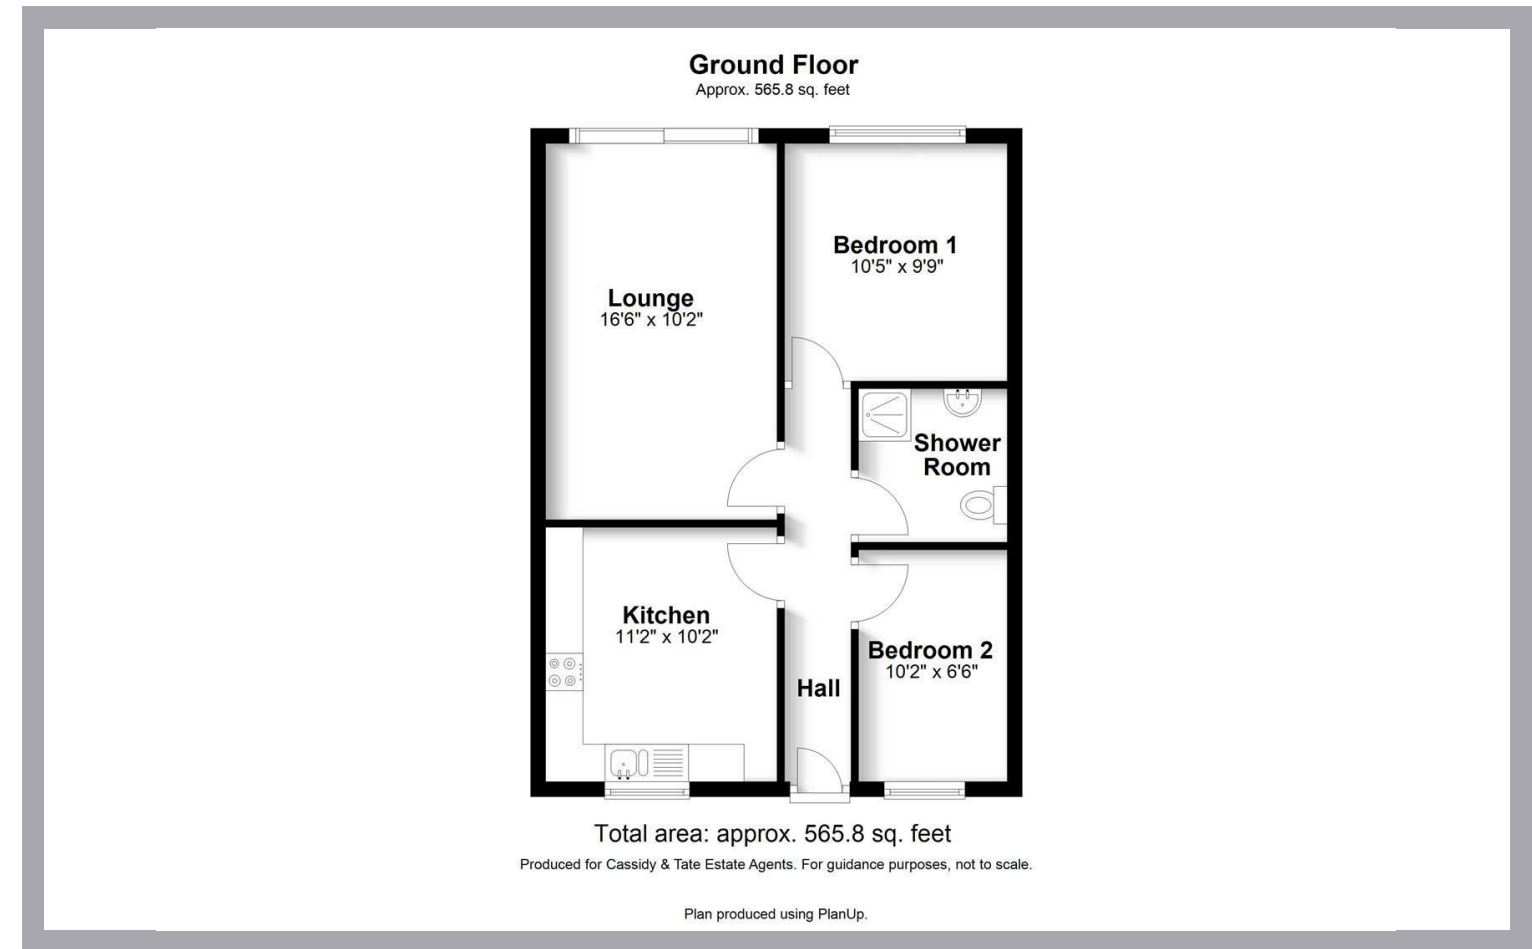 Ground Floor
Approx. 565.8 sq. feet
Bedroom 1
10'5" x 9'9"
Lounge
16'6" x 10'2"
Shower
Room
Kitchen
11'2" x 10'2"
Bedroom 2
10'2" x 6'6"
Hall
Total area: approx. 565.8 sq. feet
Produced for Cassidy & Tate Estate Agents. For guidance purposes, not to scale.
Plan produced using PlanUp.